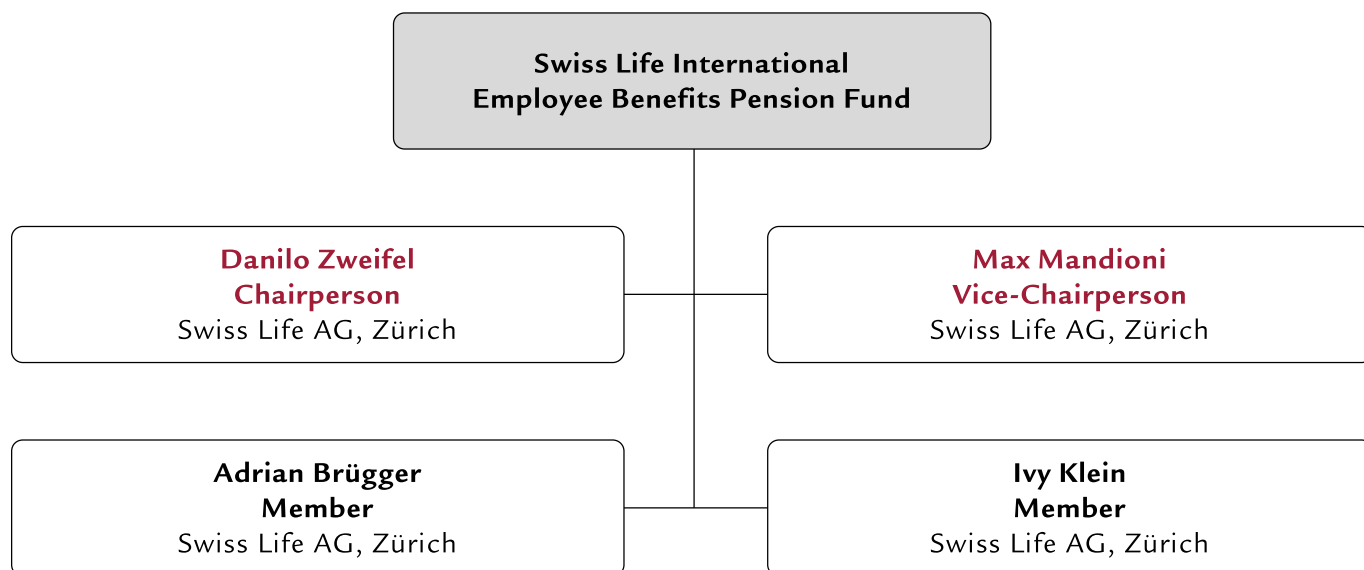 Swiss Life International
Employee Benefits Pension Fund
Danilo Zweifel
Chairperson
Swiss Life AG, Zürich
Max Mandioni
Vice-Chairperson
Swiss Life AG, Zürich
Adrian Brügger
Member
Swiss Life AG, Zürich
Ivy Klein
Member
Swiss Life AG, Zürich